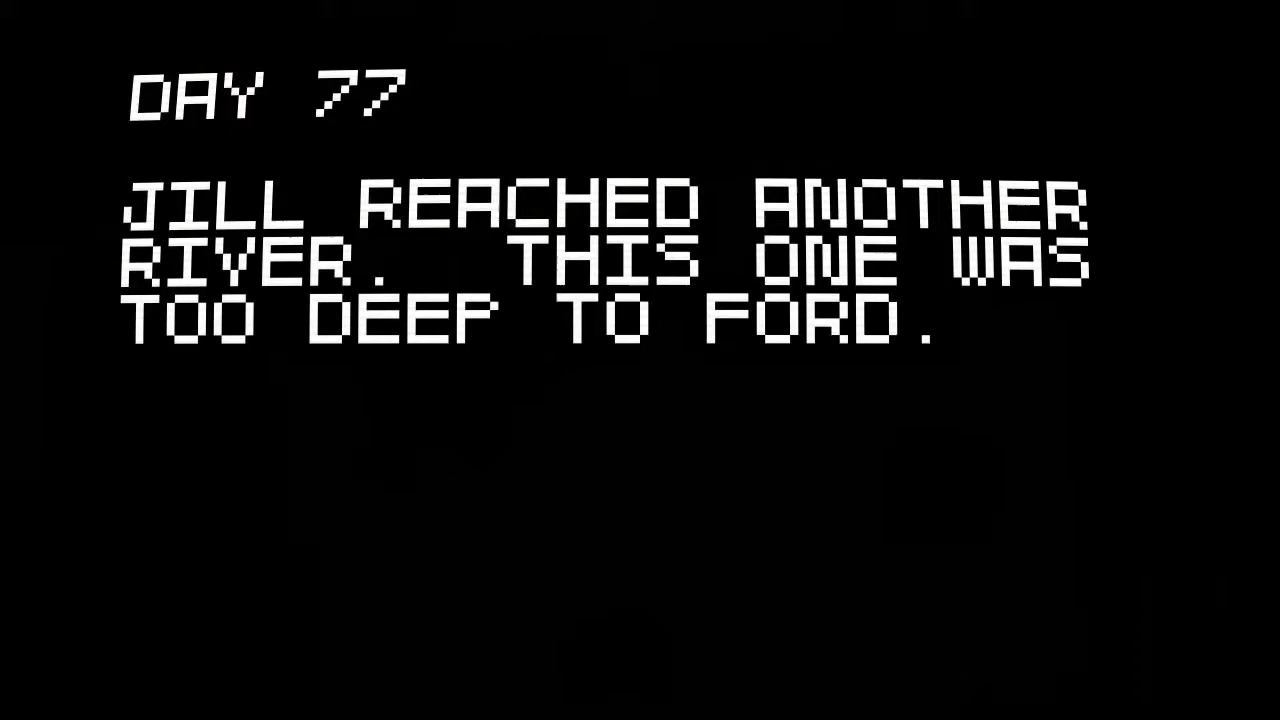 DAY 77
JILL REACHED ANOTHER
RIVER. THIS ONE WAS
TOO DEEP TO FORD.